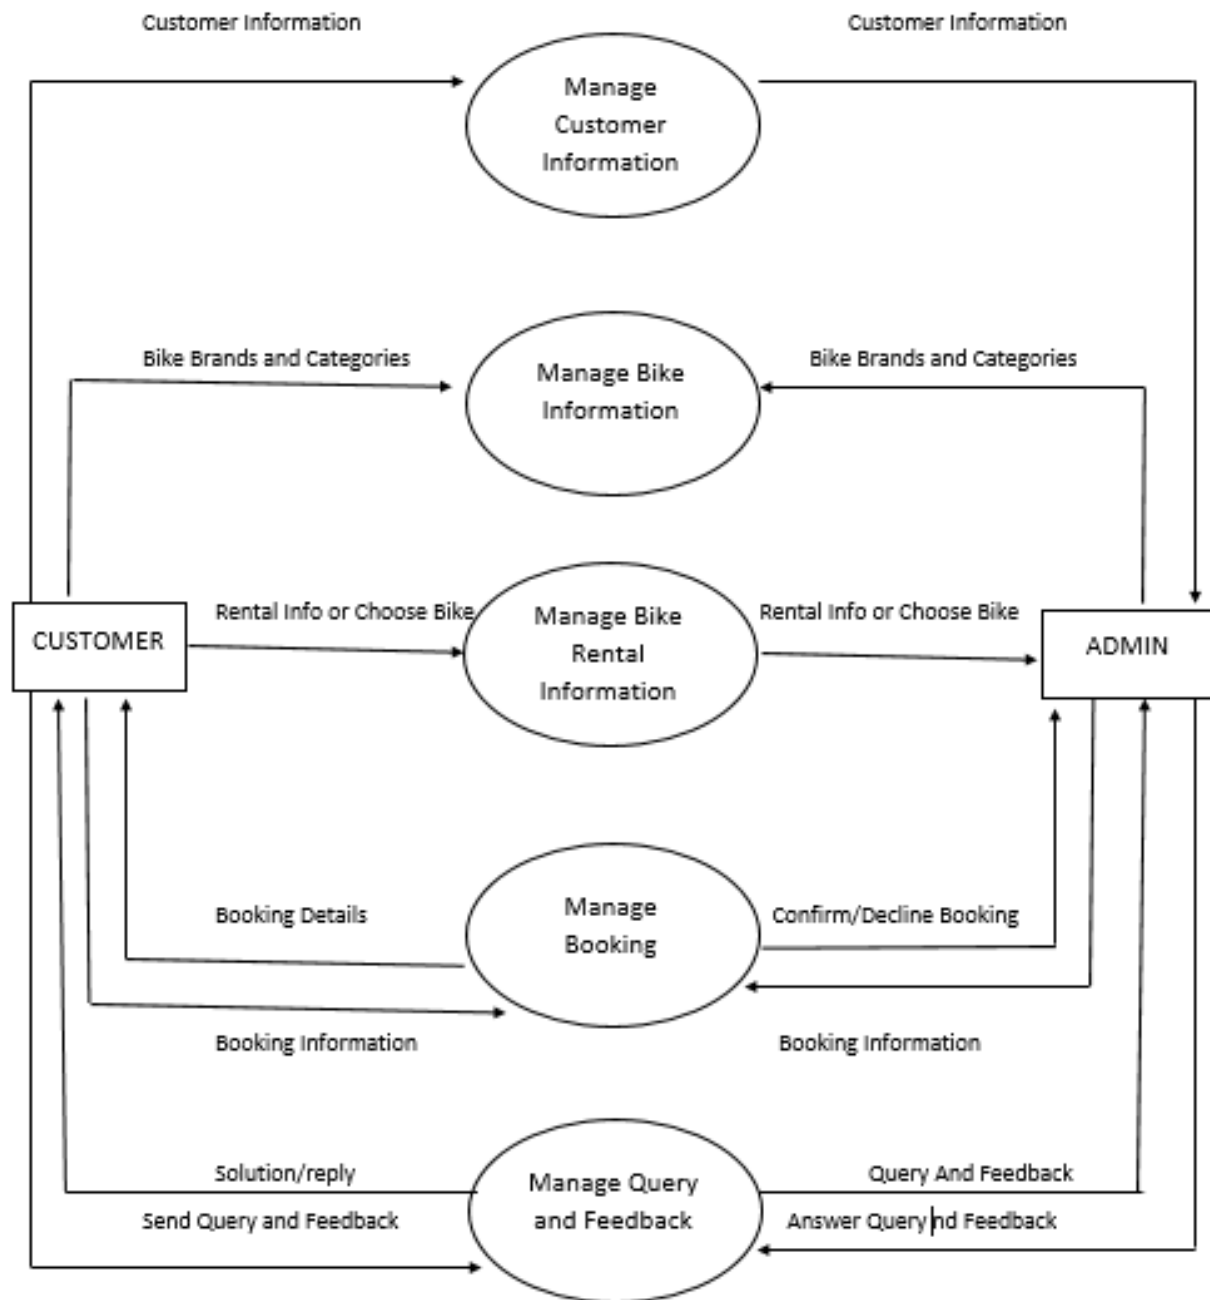 Customer Information
Customer Information
Manage
Customer
Information
Bike Brands and Categories
Manage Bike
Information
Bike Brands and Categories
CUSTOMER
Rental Info or Choose Bike
Manage Bike
Rental
Information
Rental Info or Choose Bike
ADMIN
Booking Details
Manage
Booking
Confirm/Decline Booking
Booking Information
Booking Information
Solution/reply
Send Query and Feedback
Manage Query
and Feedback
Query And Feedback
Answer Query nd Feedback